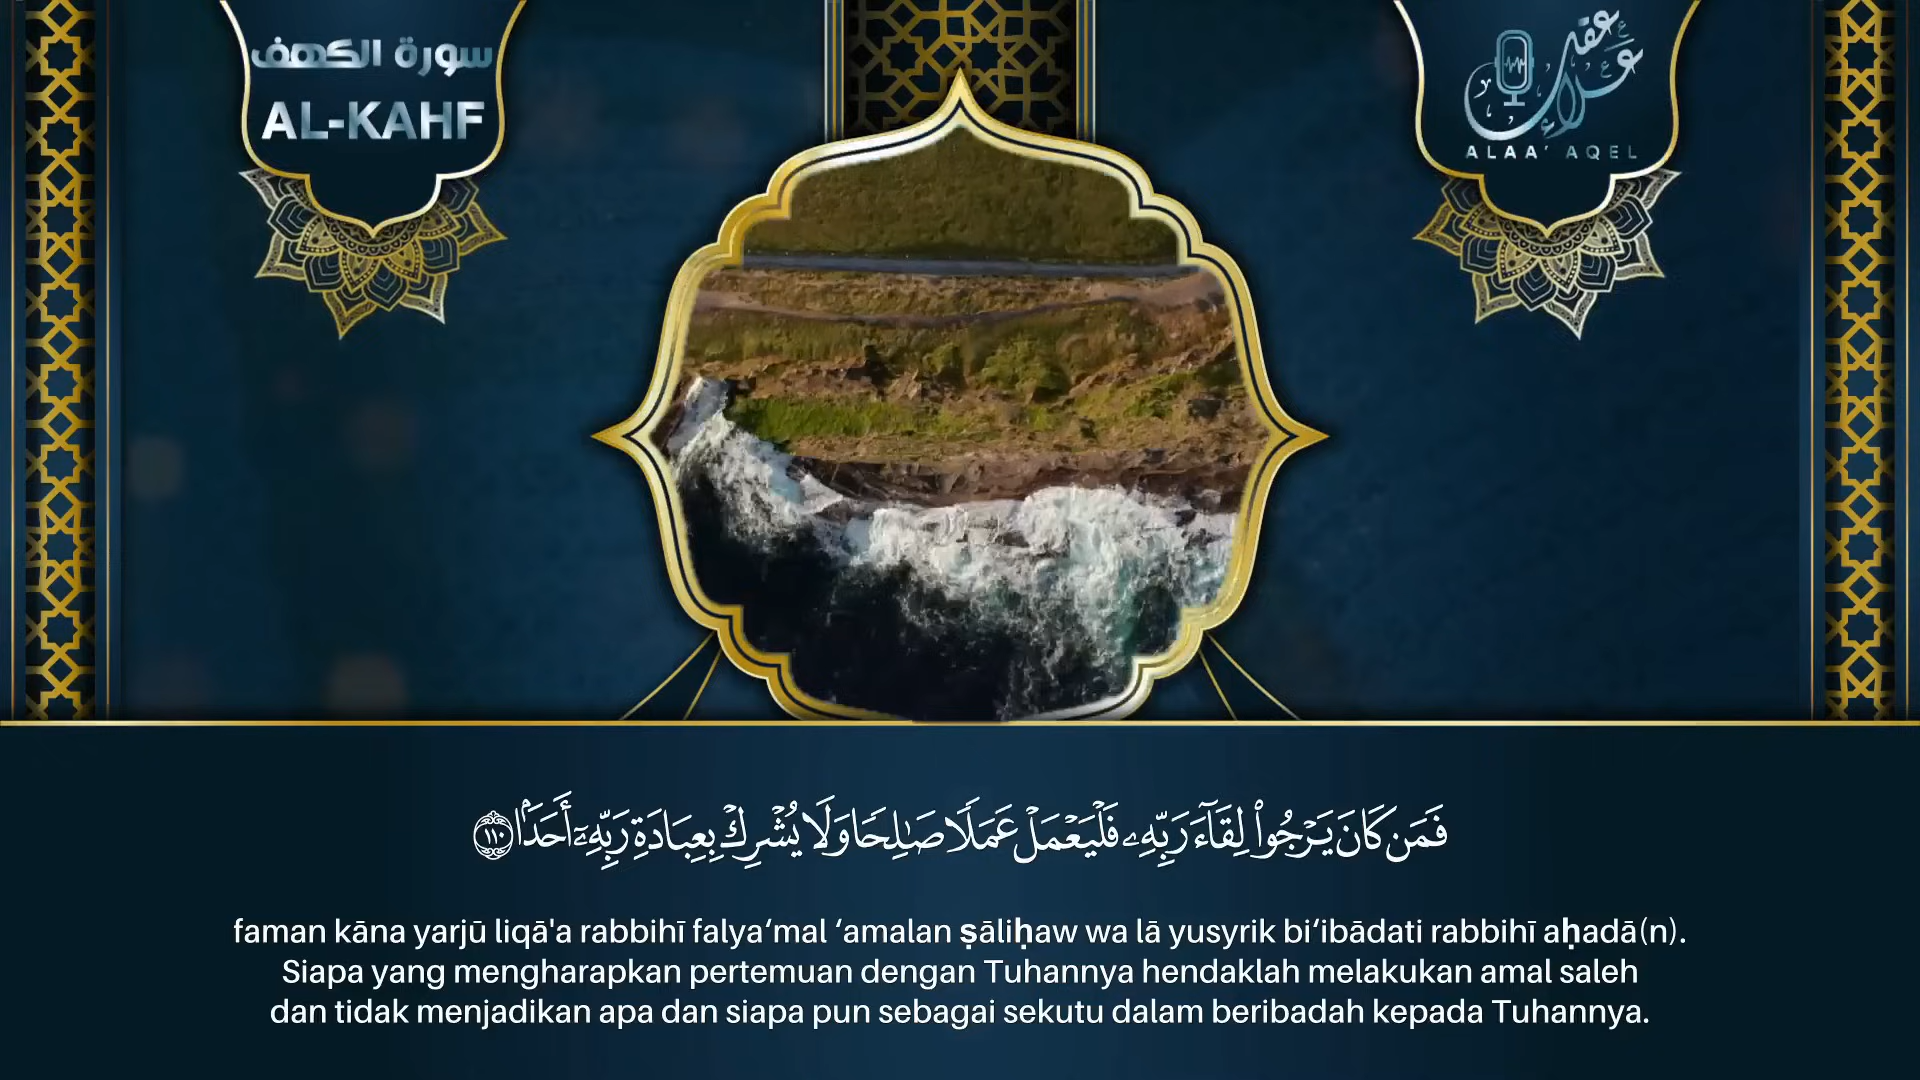 سورة الكهف
AL-KAHF
علاء عقل
ALAA' AQEL
فَمَن كَانَ يَرْجُوا۟ لِقَآءَ رَبِّهِۦ فَلْيَعْمَلْ عَمَلًا صَـٰلِحًا وَلَا يُشْرِكْ بِعِبَادَةِ رَبِّهِۦٓ أَحَدًۢا ١١٠
faman kāna yarjū liqā'a rabbihī falya‘mal ‘amalan ṣāliḥaw wa lā yusyrik bi‘ibādati rabbihī aḥadā(n).
Siapa yang mengharapkan pertemuan dengan Tuhannya hendaklah melakukan amal saleh
dan tidak menjadikan apa dan siapa pun sebagai sekutu dalam beribadah kepada Tuhannya.